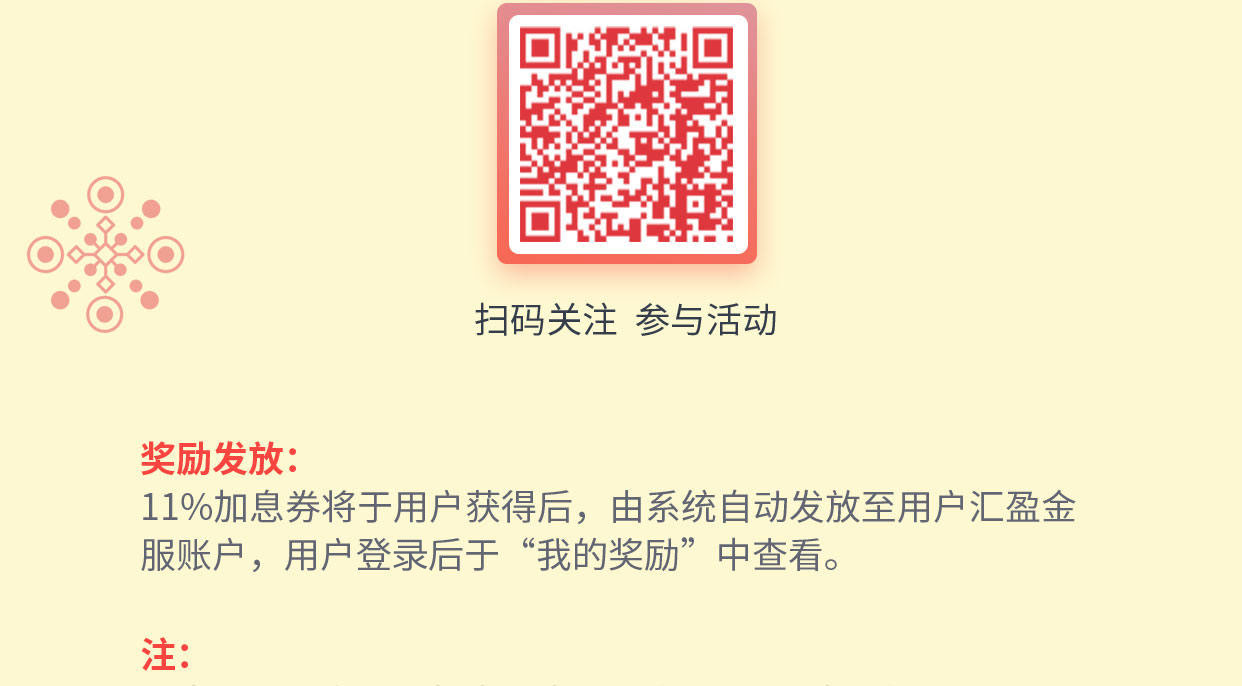 扫码关注 参与活动
奖励发放：
11%加息券将于用户获得后，由系统自动发放至用户汇盈金
服账户，用户登录后于“我的奖励”中查看。
注：